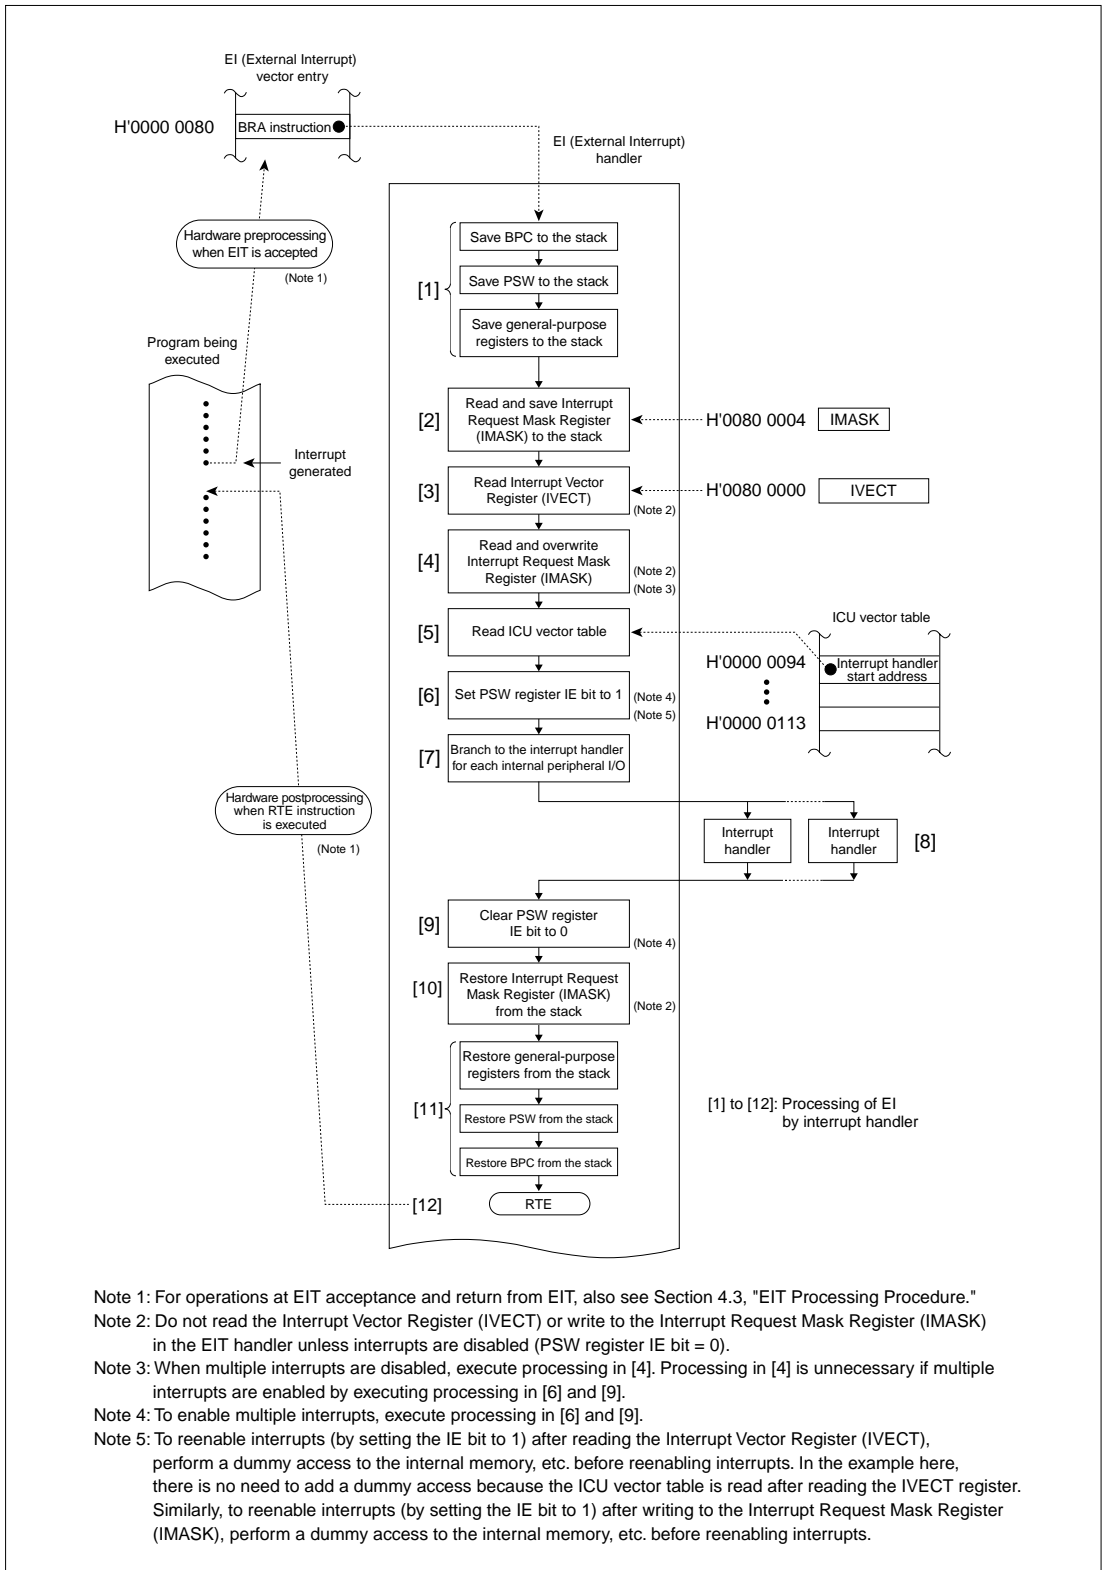 EI (External Interrupt)
vector entry
H'0000 0080
BRA instruction
EI (External Interrupt)
handler
Hardware preprocessing
when EIT is accepted
(Note 1)
Save BPC to the stack
[1]
Save PSW to the stack
Save general-purpose
registers to the stack
Program being
executed
Interrupt
generated
[2]
Read and save Interrupt
Request Mask Register
(IMASK) to the stack
H'0080 0004
IMASK
[3]
Read Interrupt Vector
Register (IVECT)
(Note 2)
H'0080 0000
IVECT
[4]
Read and overwrite
Interrupt Request Mask
Register (IMASK)
(Note 2)
(Note 3)
[5]
Read ICU vector table
ICU vector table
H'0000 0094
Interrupt handler
start address
H'0000 0113
[6]
Set PSW register IE bit to 1
(Note 4)
(Note 5)
[7]
Branch to the interrupt handler
for each internal peripheral I/O
Hardware postprocessing
when RTE instruction
is executed
(Note 1)
Interrupt
handler
Interrupt
handler
[8]
[9]
Clear PSW register
IE bit to 0
(Note 4)
[10]
Restore Interrupt Request
Mask Register (IMASK)
from the stack
(Note 2)
Restore general-purpose
registers from the stack
[11]
Restore PSW from the stack
Restore BPC from the stack
[1] to [12]: Processing of EI
by interrupt handler
[12]
RTE
Note 1: For operations at EIT acceptance and return from EIT, also see Section 4.3, "EIT Processing Procedure."
Note 2: Do not read the Interrupt Vector Register (IVECT) or write to the Interrupt Request Mask Register (IMASK)
in the EIT handler unless interrupts are disabled (PSW register IE bit = 0).
Note 3: When multiple interrupts are disabled, execute processing in [4]. Processing in [4] is unnecessary if multiple
interrupts are enabled by executing processing in [6] and [9].
Note 4: To enable multiple interrupts, execute processing in [6] and [9].
Note 5: To reenable interrupts (by setting the IE bit to 1) after reading the Interrupt Vector Register (IVECT),
perform a dummy access to the internal memory, etc. before reenabling interrupts. In the example here,
there is no need to add a dummy access because the ICU vector table is read after reading the IVECT register.
Similarly, to reenable interrupts (by setting the IE bit to 1) after writing to the Interrupt Request Mask Register
(IMASK), perform a dummy access to the internal memory, etc. before reenabling interrupts.